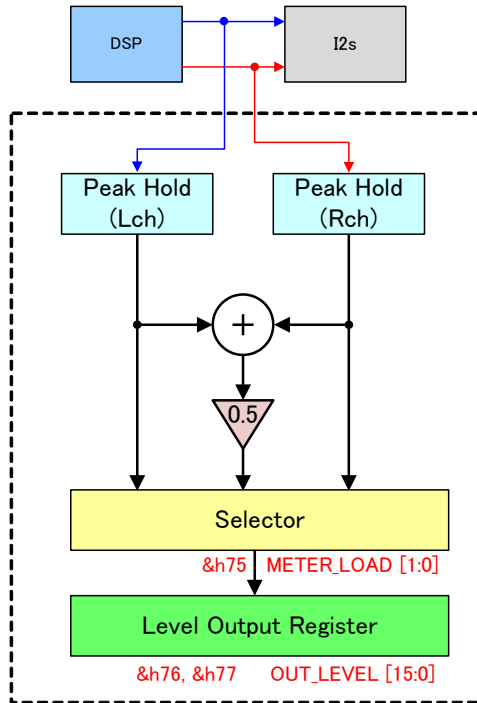 DSP
I2s
Peak Hold
(Lch)
Peak Hold
(Rch)
+
0.5
Selector
&h75 METER_LOAD [1:0]
Level Output Register
&h76, &h77 OUT_LEVEL [15:0]